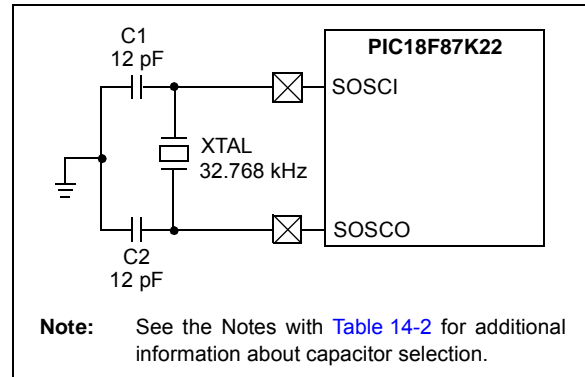 C1
12 pF
PIC18F87K22
SOSCI
XTAL
32.768 kHz
SOSCO
C2
12 pF
Note: See the Notes with Table 14-2 for additional
information about capacitor selection.